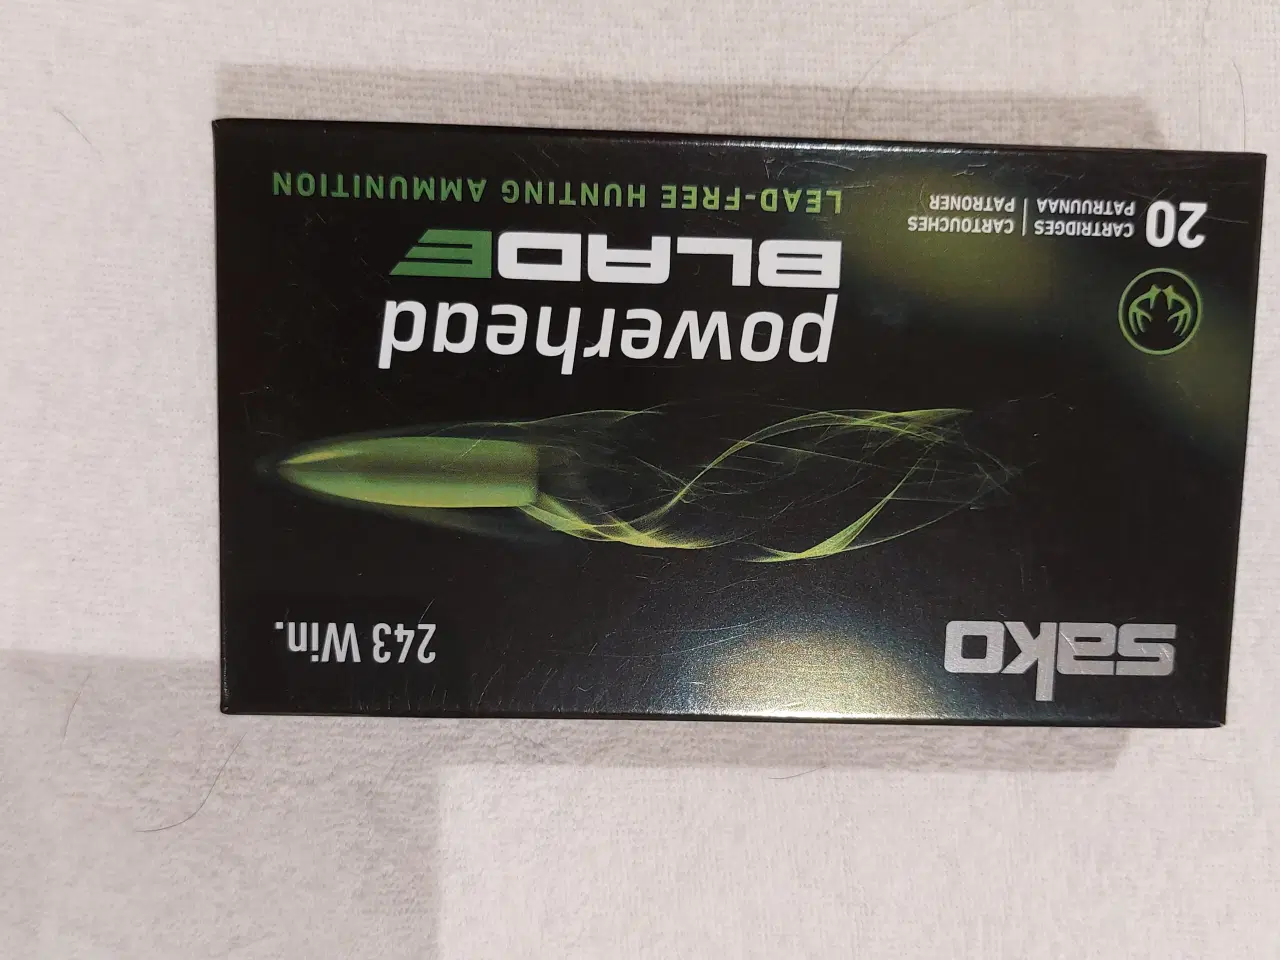 sako
243 Win.
powerhead
BLADE
LEAD-FREE HUNTING AMMUNITION
20
CARTRIDGES | CARTOUCHES
PATRUUNAA | PATRONER